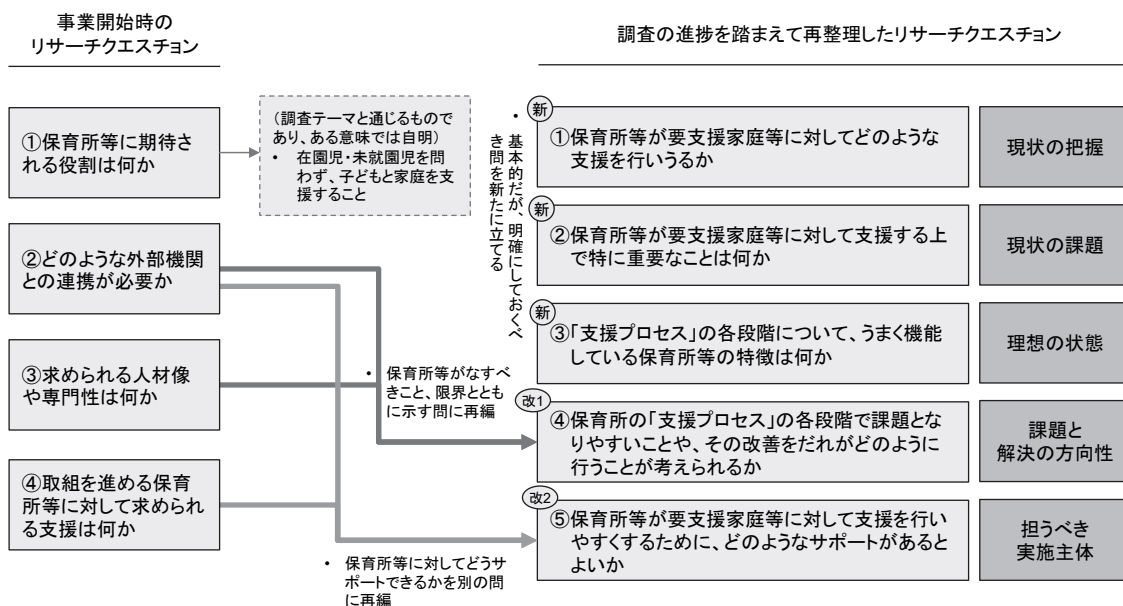 事業開始時の
リサーチクエスチョン
①保育所等に期待さ
れる役割は何か
②どのような外部機関
との連携が必要か
③求められる人材像
や専門性は何か
④取組を進める保育
所等に対して求められ
る支援は何か
（調査テーマと通じるもので
あり、ある意味では自明）
• 在園児・未就園児を問
わず、子どもと家庭を支
援すること
• 保育所等がなすべ
きこと、限界ととも
に示す問に再編
• 保育所等に対してどうサ
ポートできるかを別の問
に再編
調査の進捗を踏まえて再整理したリサーチクエスチョン
• 基本的だが、明確にしておくべ
き問を新たに立てる
新
①保育所等が要支援家庭等に対してどのような
支援を行いうるか
現状の把握
新
②保育所等が要支援家庭等に対して支援する上
で特に重要なことは何か
現状の課題
新
③「支援プロセス」の各段階について、うまく機能
している保育所等の特徴は何か
理想の状態
改1
④保育所の「支援プロセス」の各段階で課題とな
りやすいことや、その改善をだれがどのように
行うことが考えられるか
課題と
解決の方向性
改2
⑤保育所等が要支援家庭等に対して支援を行い
やすくするために、どのようなサポートがあると
よいか
担うべき
実施主体